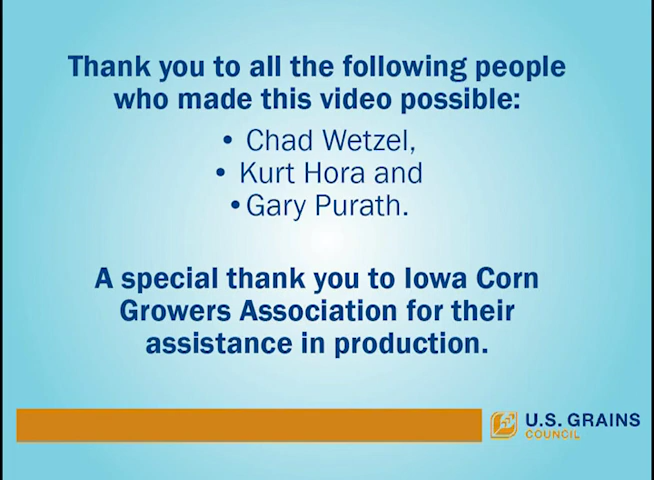 Thank you to all the following people
who made this video possible:
• Chad Wetzel,
• Kurt Hora and
• Gary Purath.
A special thank you to Iowa Corn
Growers Association for their
assistance in production.
U.S. GRAINS
COUNCIL